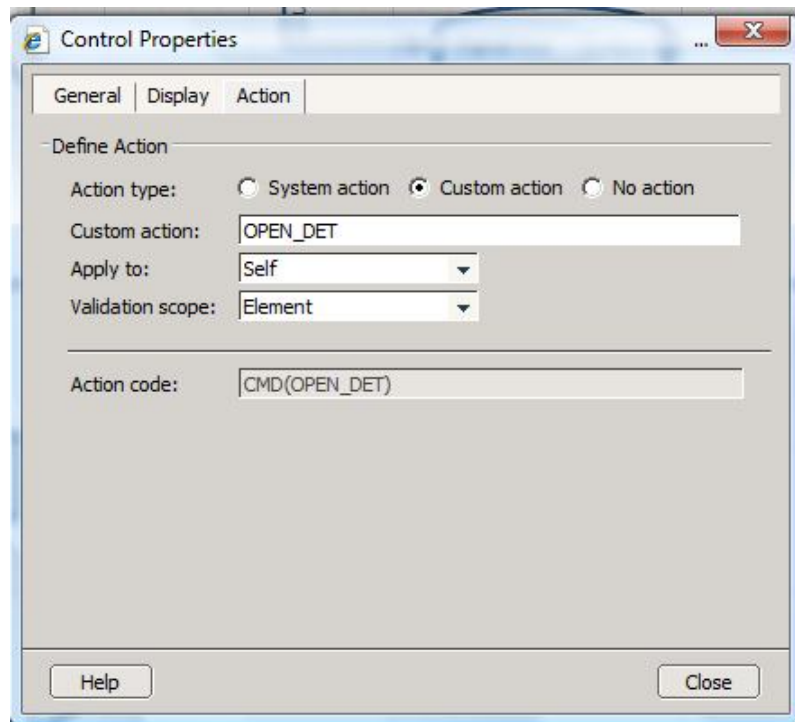 Control Properties ...
General Display Action
Define Action
Action type: System action Custom action No action
Custom action: OPEN_DET
Apply to: Self
Validation scope: Element
Action code: CMD(OPEN_DET)
Help Close